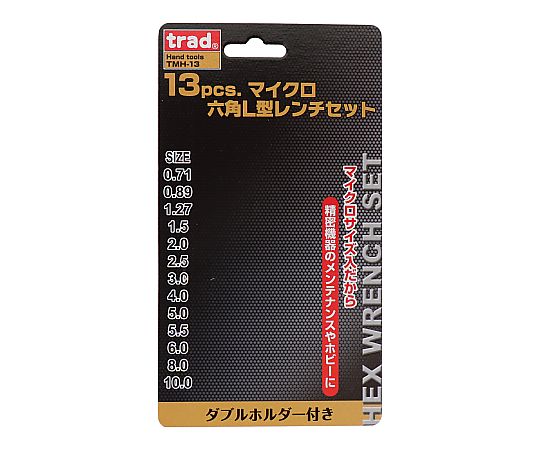 trad®
Hand tools
TMH-13
13pcs. マイクロ
六角L型レンチセット
SIZE
0.71
0.89
1.27
1.5
2.0
2.5
3.0
4.0
5.0
5.5
6.0
8.0
10.0
マイクロサイズ入だから
精密機器のメンテナンスやホビーに
HEX WRENCH SET
ダブルホルダー付き